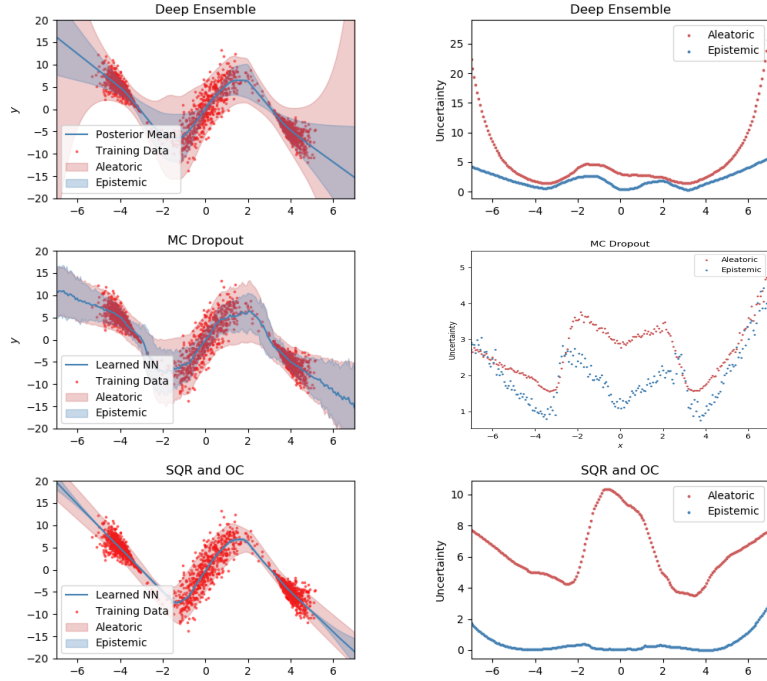 Deep Ensemble
20
15
10
5
0
−5
−10
−15
−20
y
Posterior Mean
Training Data
Aleatoric
Epistemic
−6 −4 −2 0 2 4 6
Deep Ensemble
25
20
15
10
5
0
Uncertainty
Aleatoric
Epistemic
−6 −4 −2 0 2 4 6
MC Dropout
20
15
10
5
0
−5
−10
−15
−20
y
Learned NN
Training Data
Aleatoric
Epistemic
−6 −4 −2 0 2 4 6
MC Dropout
5
4
3
2
1
Uncertainty
Aleatoric
Epistemic
−6 −4 −2 0 2 4 6
x
SQR and OC
20
15
10
5
0
−5
−10
−15
−20
Learned NN
Training Data
Aleatoric
Epistemic
−6 −4 −2 0 2 4 6
SQR and OC
10
8
6
4
2
0
Uncertainty
Aleatoric
Epistemic
−6 −4 −2 0 2 4 6